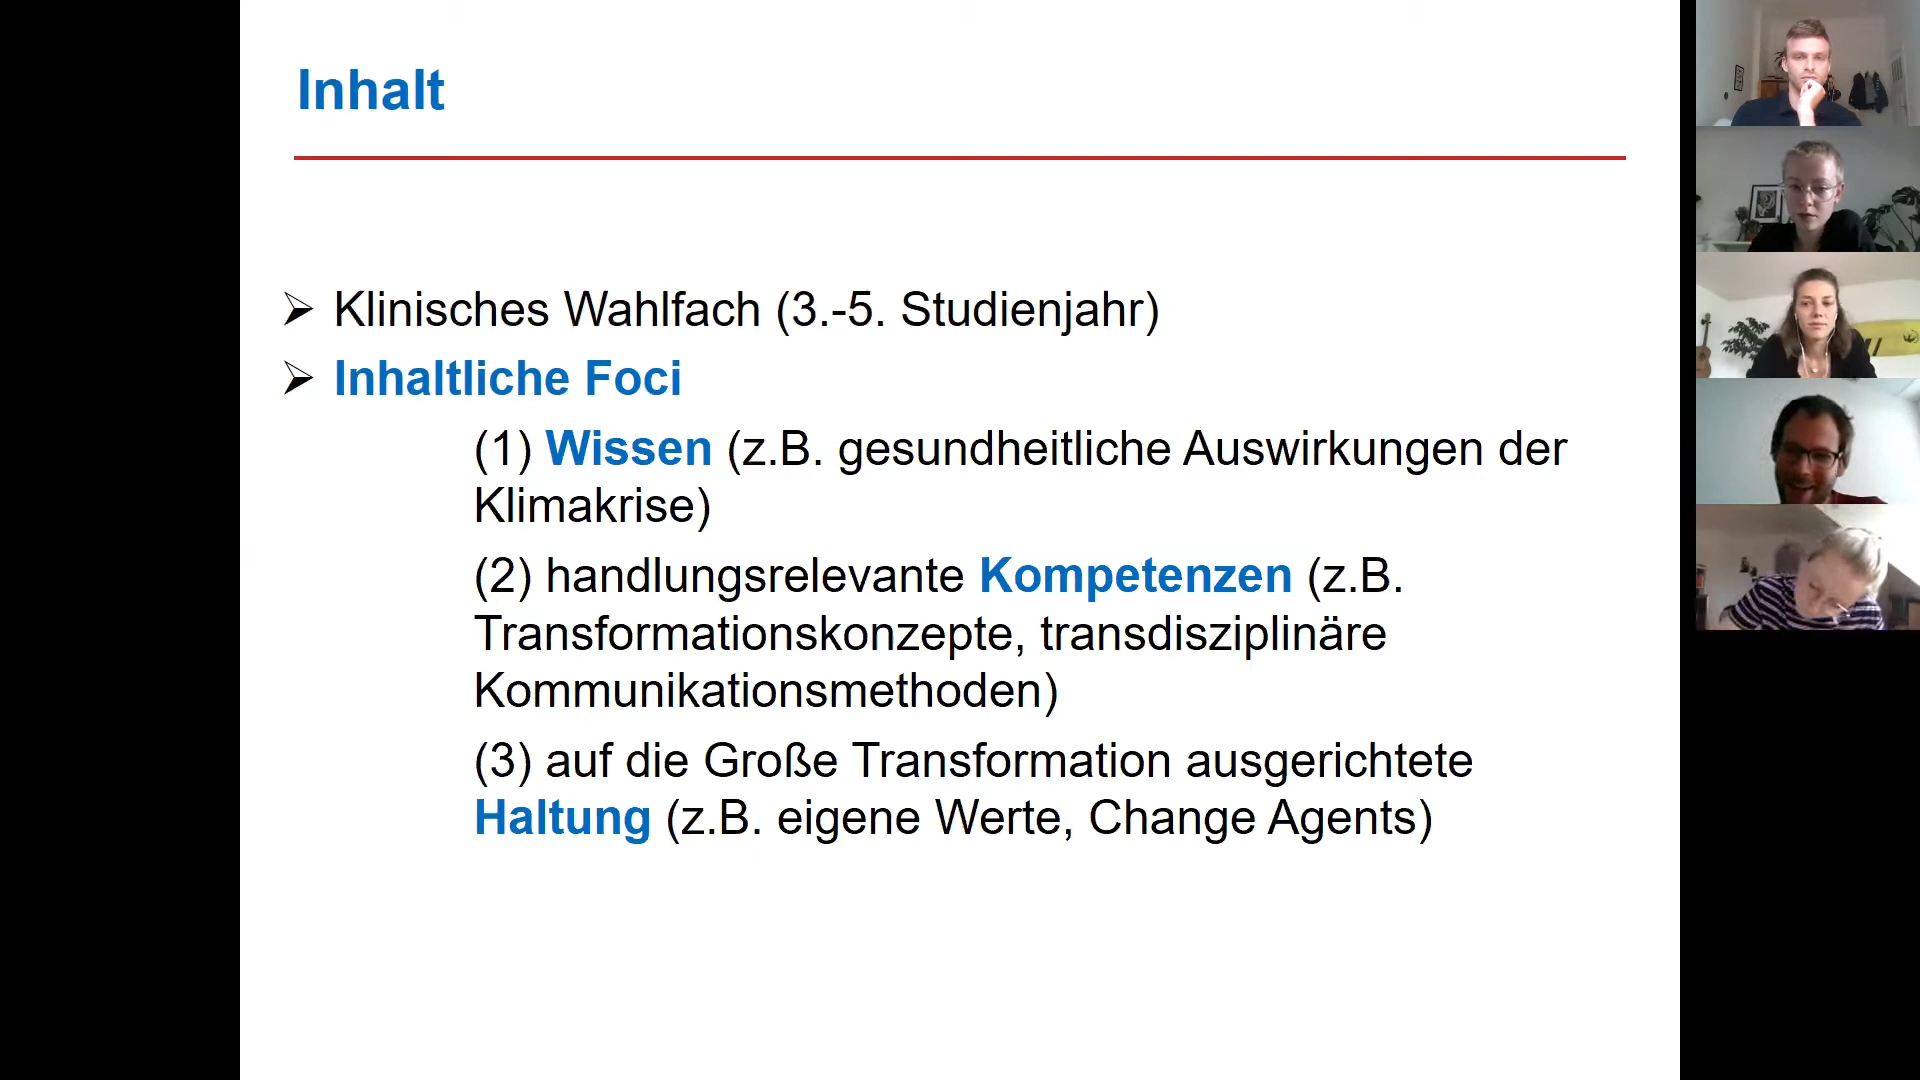 Inhalt
Klinisches Wahlfach (3.-5. Studienjahr)
Inhaltliche Foci
(1) Wissen (z.B. gesundheitliche Auswirkungen der
Klimakrise)
(2) handlungsrelevante Kompetenzen (z.B.
Transformationskonzepte, transdisziplinäre
Kommunikationsmethoden)
(3) auf die Große Transformation ausgerichtete
Haltung (z.B. eigene Werte, Change Agents)